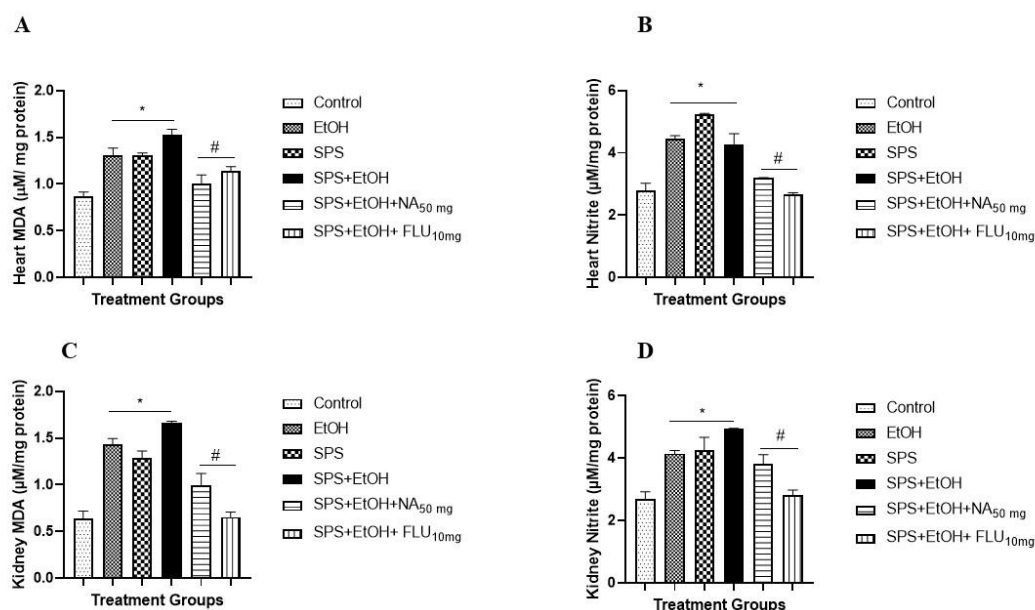 A
Heart MDA (µM/ mg protein)
2.0
1.5
1.0
0.5
0.0
*
#
Treatment Groups
Control
EtOH
SPS
SPS+EtOH
SPS+EtOH+NA50 mg
SPS+EtOH+ FLU10mg
B
Heart Nitrite (µM/mg protein)
6
4
2
0
*
#
Treatment Groups
Control
EtOH
SPS
SPS+EtOH
SPS+EtOH+NA50 mg
SPS+EtOH+ FLU10mg
C
Kidney MDA (µM/mg protein)
2.0
1.5
1.0
0.5
0.0
*
#
Treatment Groups
Control
EtOH
SPS
SPS+EtOH
SPS+EtOH+NA50 mg
SPS+EtOH+ FLU10mg
D
Kidney Nitrite (µM/mg protein)
6
4
2
0
*
#
Treatment Groups
Control
EtOH
SPS
SPS+EtOH
SPS+EtOH+NA50 mg
SPS+EtOH+ FLU10mg